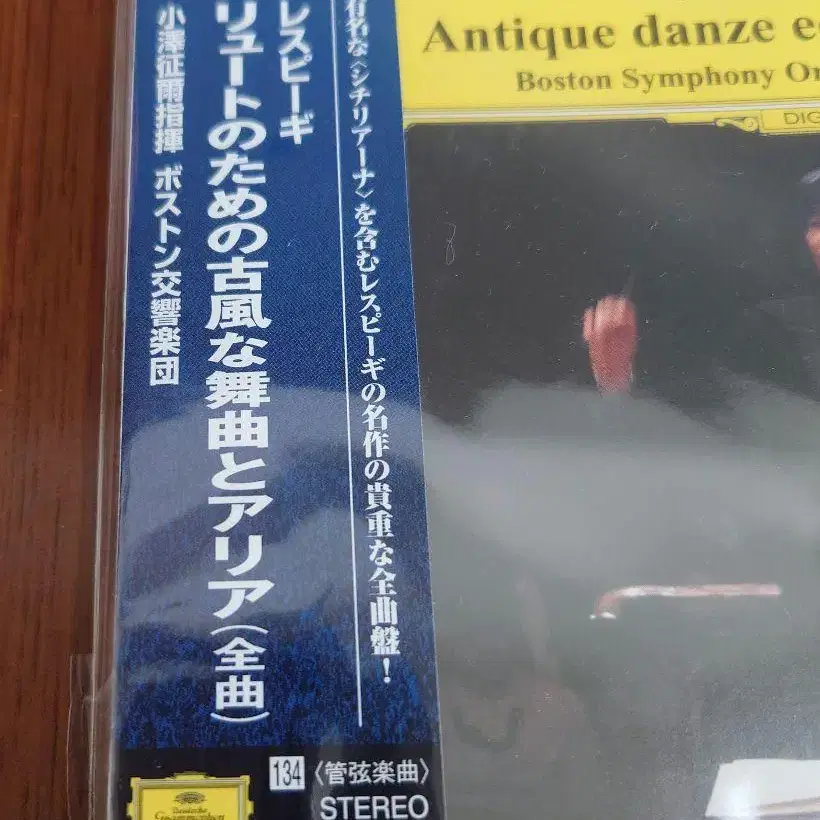 有名な〈シチリアーナ〉を含むレスピーギの名作の貴重な全曲盤!
レスピーギ
リュートのための古風な舞曲とアリア(全曲)
小澤征爾指揮 ボストン交響楽団
134 〈管弦楽曲〉
STEREO
Deutsche
Grammophon
Antique danze e
Boston Symphony Or
DIG